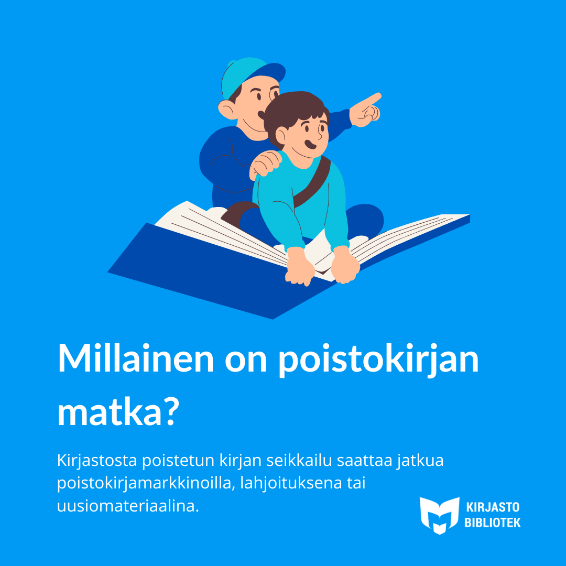 Millainen on poistokirjan
matka?
Kirjastosta poistetun kirjan seikkailu saattaa jatkua
poistokirjamarkkinoilla, lahjoituksena tai
uusiomateriaalina.
KIRJASTO
BIBLIOTEK